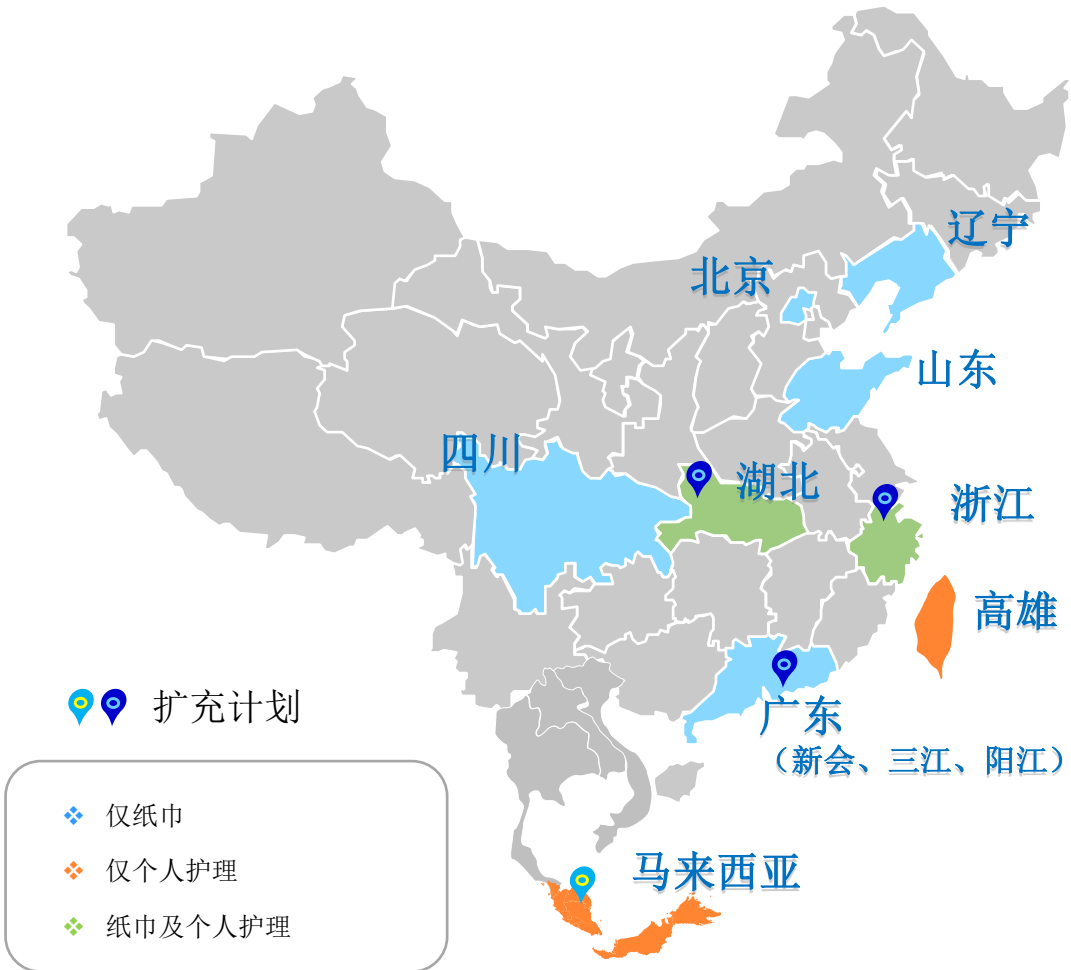 辽宁
北京
山东
四川
湖北
浙江
高雄
扩充计划
广东
（新会、三江、阳江）
仅纸巾
马来西亚
仅个人护理
纸巾及个人护理